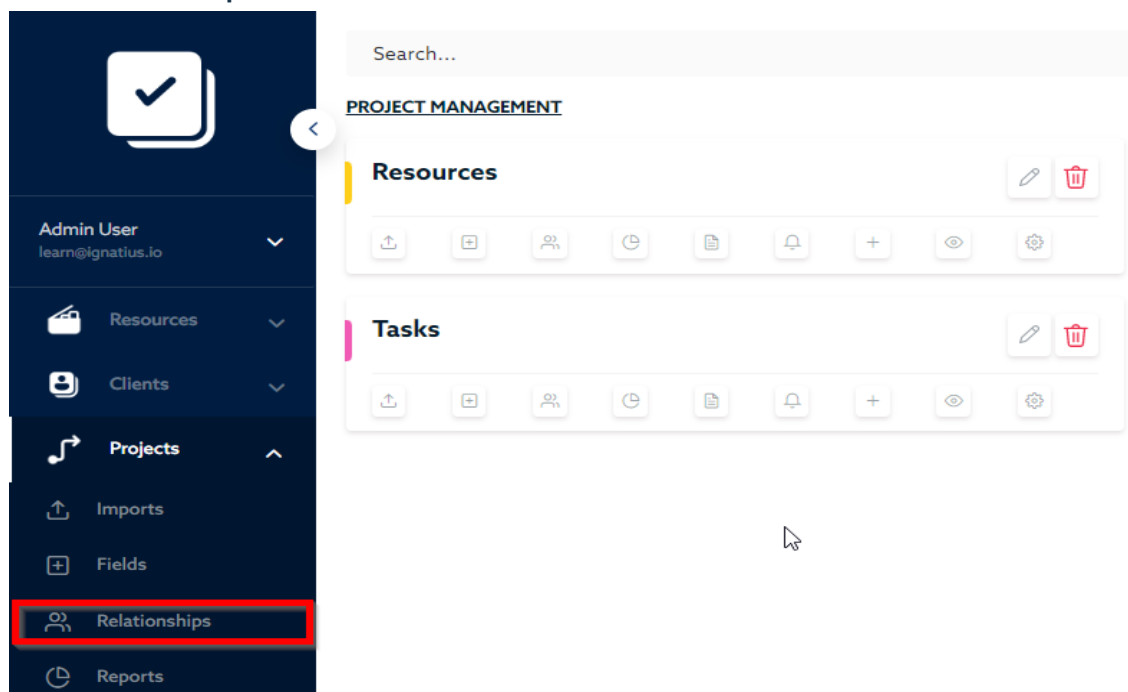 Search...
PROJECT MANAGEMENT
Resources
Admin User
learn@ignatius.io
Resources
Tasks
Clients
Projects
Imports
Fields
Relationships
Reports